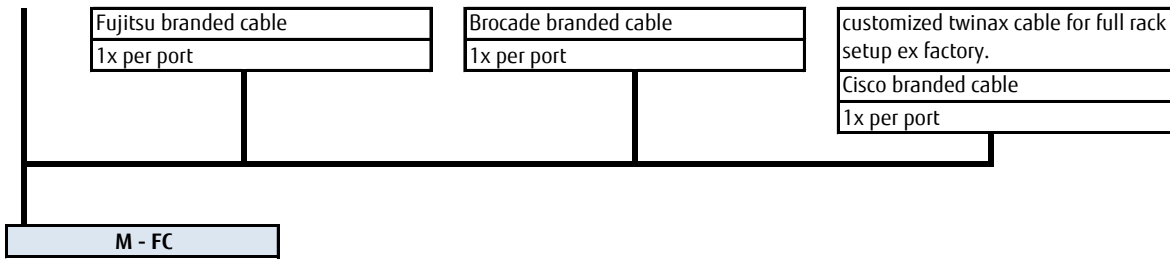 Fujitsu branded cable
1x per port
Brocade branded cable
1x per port
customized twinax cable for full rack
setup ex factory.
Cisco branded cable
1x per port
M - FC